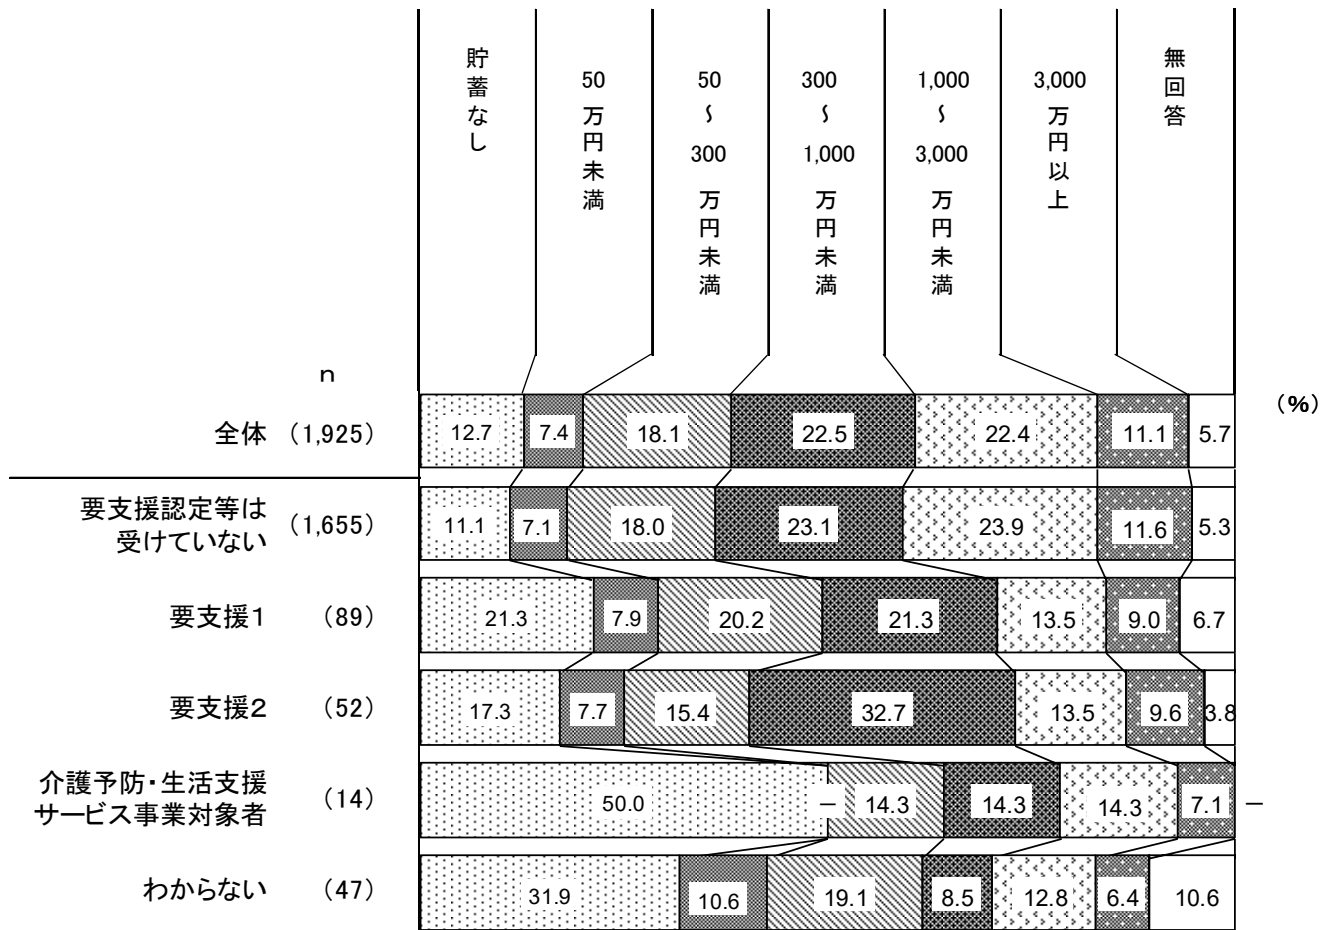 貯蓄なし
50万円未満
50〜300万円未満
300〜1,000万円未満
1,000〜3,000万円未満
3,000万円以上
無回答
n
(%)
全体 (1,925) 12.7 7.4 18.1 22.5 22.4 11.1 5.7
要支援認定等は
受けていない (1,655) 11.1 7.1 18.0 23.1 23.9 11.6 5.3
要支援1 (89) 21.3 7.9 20.2 21.3 13.5 9.0 6.7
要支援2 (52) 17.3 7.7 15.4 32.7 13.5 9.6 3.8
介護予防・生活支援
サービス事業対象者 (14) 50.0 － 14.3 14.3 14.3 7.1 －
わからない (47) 31.9 10.6 19.1 8.5 12.8 6.4 10.6